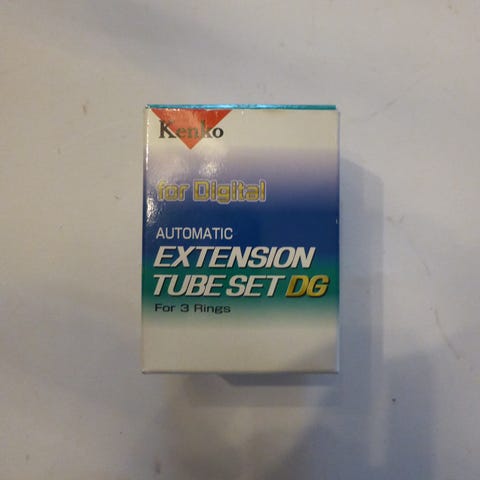 Kenko
for Digital
AUTOMATIC
EXTENSION
TUBE SET DG
For 3 Rings